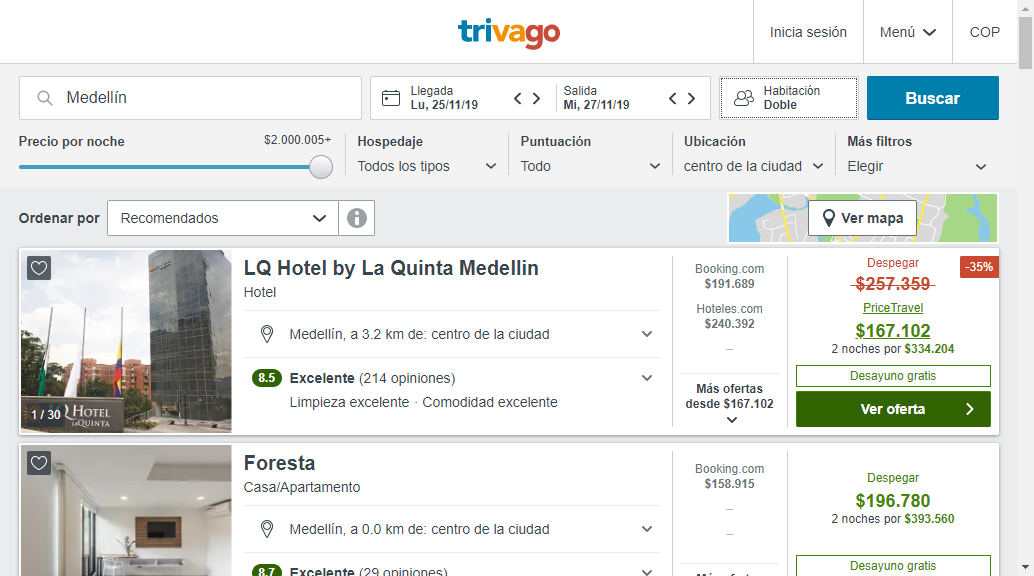 trivago
Inicia sesión
Menú
COP
Medellín
Llegada
Lu, 25/11/19
Salida
Mi, 27/11/19
Habitación
Doble
Buscar
Precio por noche
$2.000.005+
Hospedaje
Todos los tipos
Puntuación
Todo
Ubicación
centro de la ciudad
Más filtros
Elegir
Ordenar por
Recomendados
Ver mapa
LQ Hotel by La Quinta Medellin
Hotel
Medellín, a 3.2 km de: centro de la ciudad
8.5 Excelente (214 opiniones)
Limpieza excelente · Comodidad excelente
1 / 30
LQ HOTEL
LAQUINTA
Booking.com
$191.689
Hoteles.com
$240.392
–
Más ofertas
desde $167.102
Despegar
$257.359
-35%
PriceTravel
$167.102
2 noches por $334.204
Desayuno gratis
Ver oferta
Foresta
Casa/Apartamento
Medellín, a 0.0 km de: centro de la ciudad
8.7 Excelente (29 opiniones)
Booking.com
$158.915
–
–
Más ofertas
Despegar
$196.780
2 noches por $393.560
Desayuno gratis